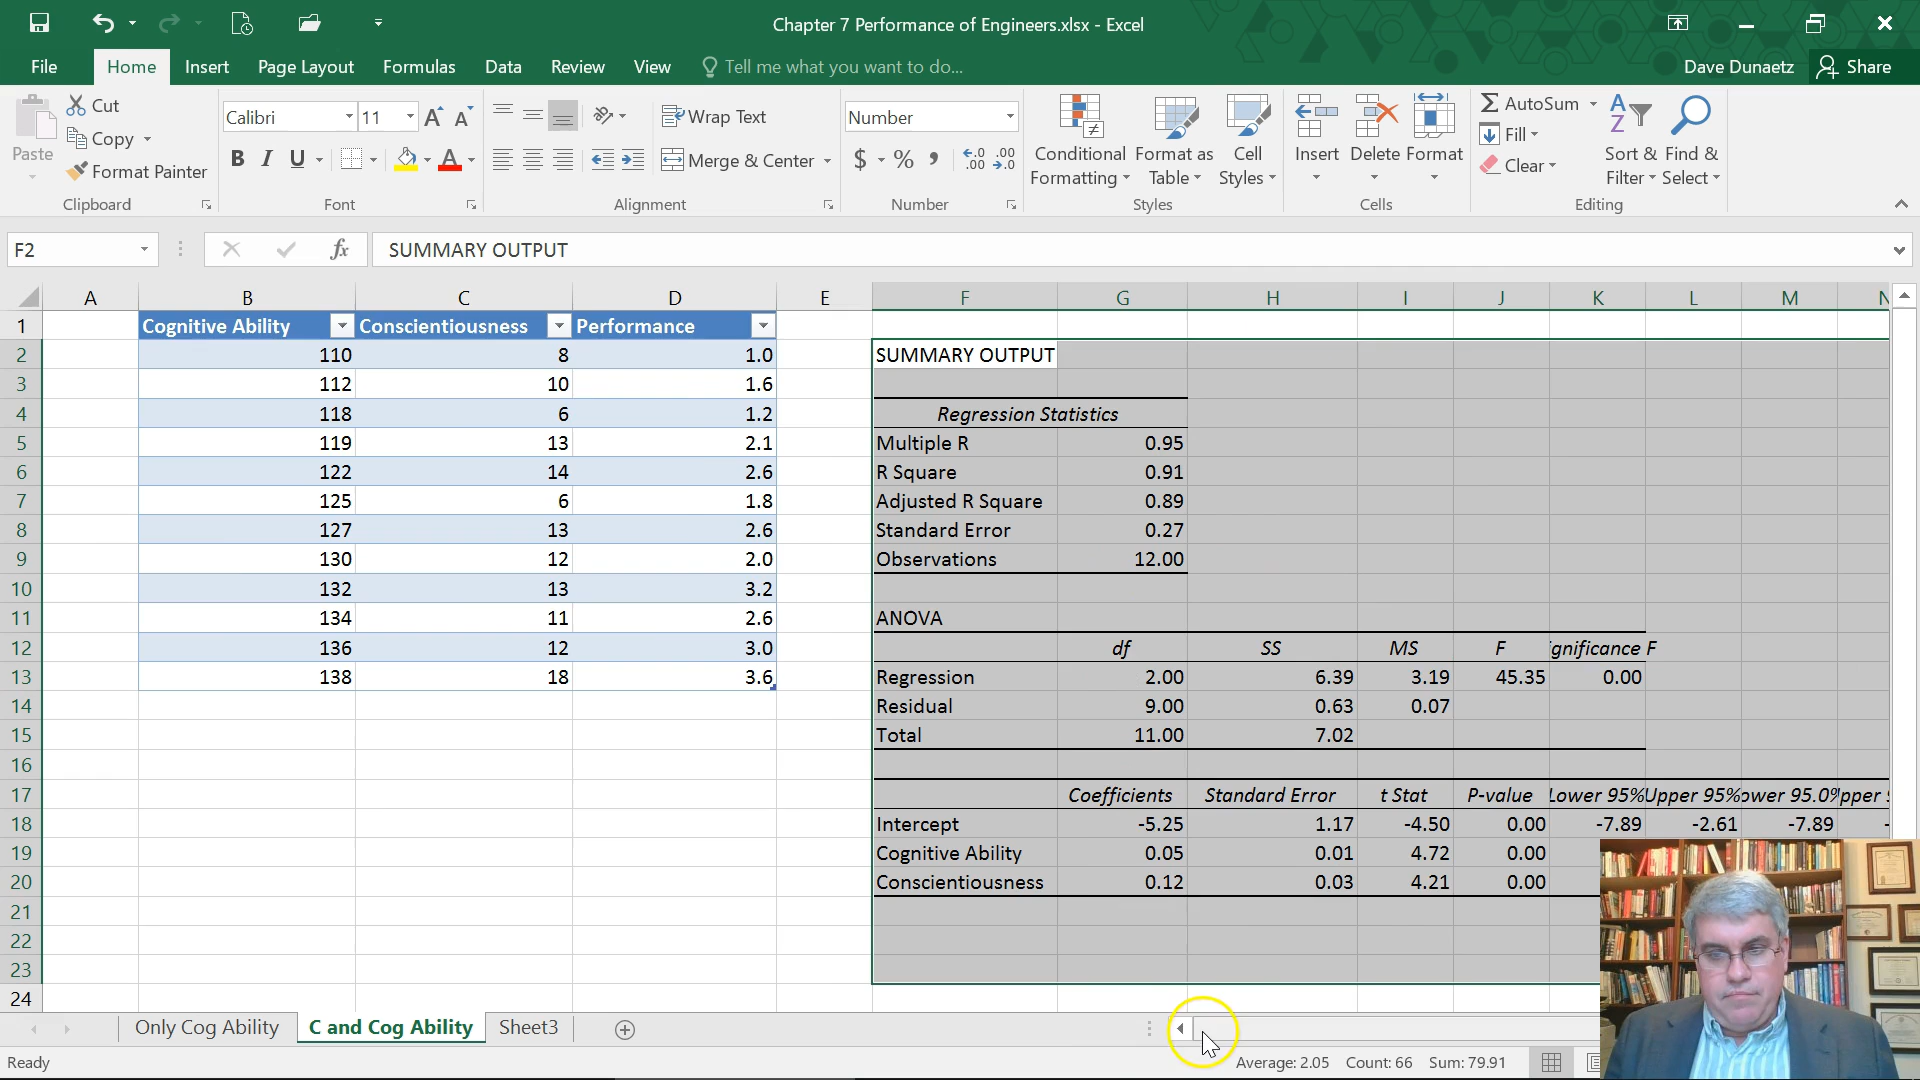 Chapter 7 Performance of Engineers.xlsx - Excel
File Home Insert Page Layout Formulas Data Review View Tell me what you want to do... Dave Dunaetz Share
Paste Cut Copy Format Painter Clipboard
Calibri 11 B I U A Font
Wrap Text Merge & Center Alignment
Number $ % Number
Conditional Formatting Format as Table Cell Styles Styles
Insert Delete Format Cells
AutoSum Fill Clear Sort & Filter Find & Select Editing
F2 fx SUMMARY OUTPUT
A B C D E F G H I J K L M
1 Cognitive Ability Conscientiousness Performance
2 110 8 1.0 SUMMARY OUTPUT
3 112 10 1.6
4 118 6 1.2 Regression Statistics
5 119 13 2.1 Multiple R 0.95
6 122 14 2.6 R Square 0.91
7 125 6 1.8 Adjusted R Square 0.89
8 127 13 2.6 Standard Error 0.27
9 130 12 2.0 Observations 12.00
10 132 13 3.2
11 134 11 2.6 ANOVA
12 136 12 3.0 df SS MS F gnificance F
13 138 18 3.6 Regression 2.00 6.39 3.19 45.35 0.00
14 Residual 9.00 0.63 0.07
15 Total 11.00 7.02
16
17 Coefficients Standard Error t Stat P-value Lower 95% Upper 95% ower 95.0% pper
18 Intercept -5.25 1.17 -4.50 0.00 -7.89 -2.61 -7.89 -
19 Cognitive Ability 0.05 0.01 4.72 0.00
20 Conscientiousness 0.12 0.03 4.21 0.00
21
22
23
24
Only Cog Ability C and Cog Ability Sheet3
Ready Average: 2.05 Count: 66 Sum: 79.91